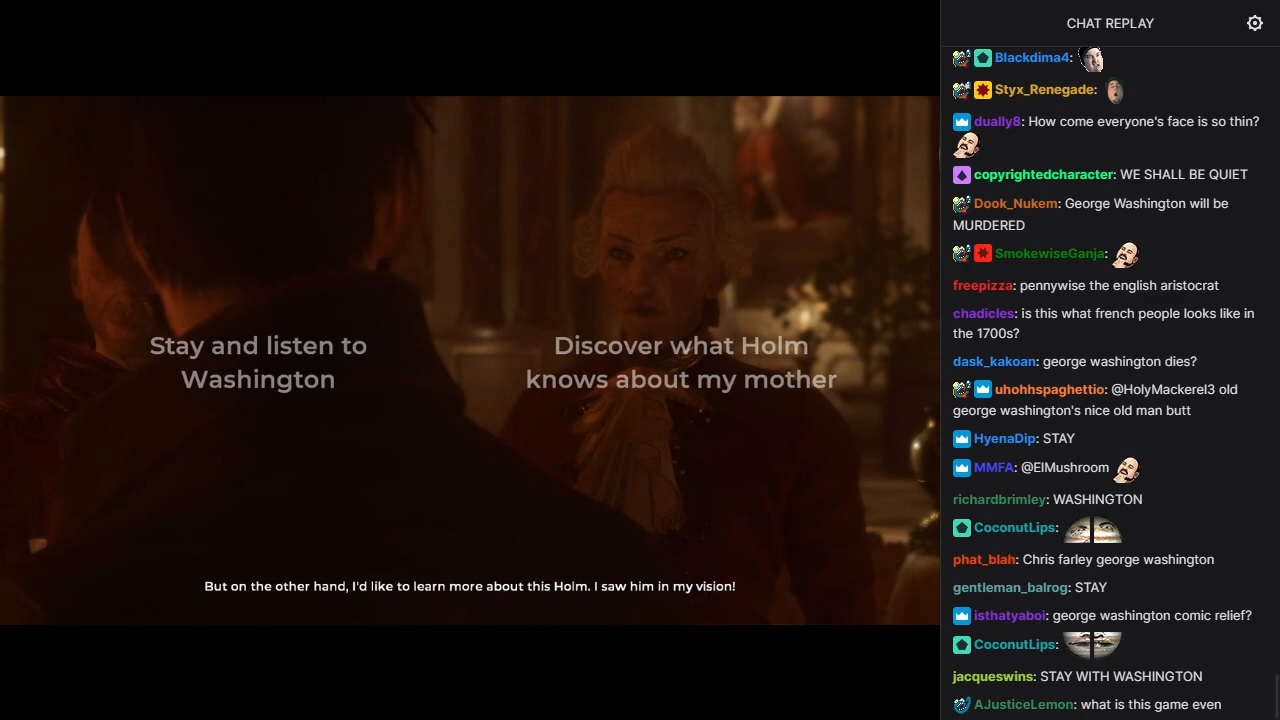 Stay and listen to
Washington
Discover what Holm
knows about my mother
But on the other hand, I'd like to learn more about this Holm. I saw him in my vision!
CHAT REPLAY
Blackdima4:
Styx_Renegade:
dually8: How come everyone's face is so thin?
copyrightedcharacter: WE SHALL BE QUIET
Dook_Nukem: George Washington will be
MURDERED
SmokewiseGanja:
freepizza: pennywise the english aristocrat
chadicles: is this what french people looks like in
the 1700s?
dask_kakoan: george washington dies?
uhohhspaghettio: @HolyMackerel3 old
george washington's nice old man butt
HyenaDip: STAY
MMFA: @ElMushroom
richardbrimley: WASHINGTON
CoconutLips:
phat_blah: Chris farley george washington
gentleman_balrog: STAY
isthatyaboi: george washington comic relief?
CoconutLips:
jacqueswins: STAY WITH WASHINGTON
AJusticeLemon: what is this game even